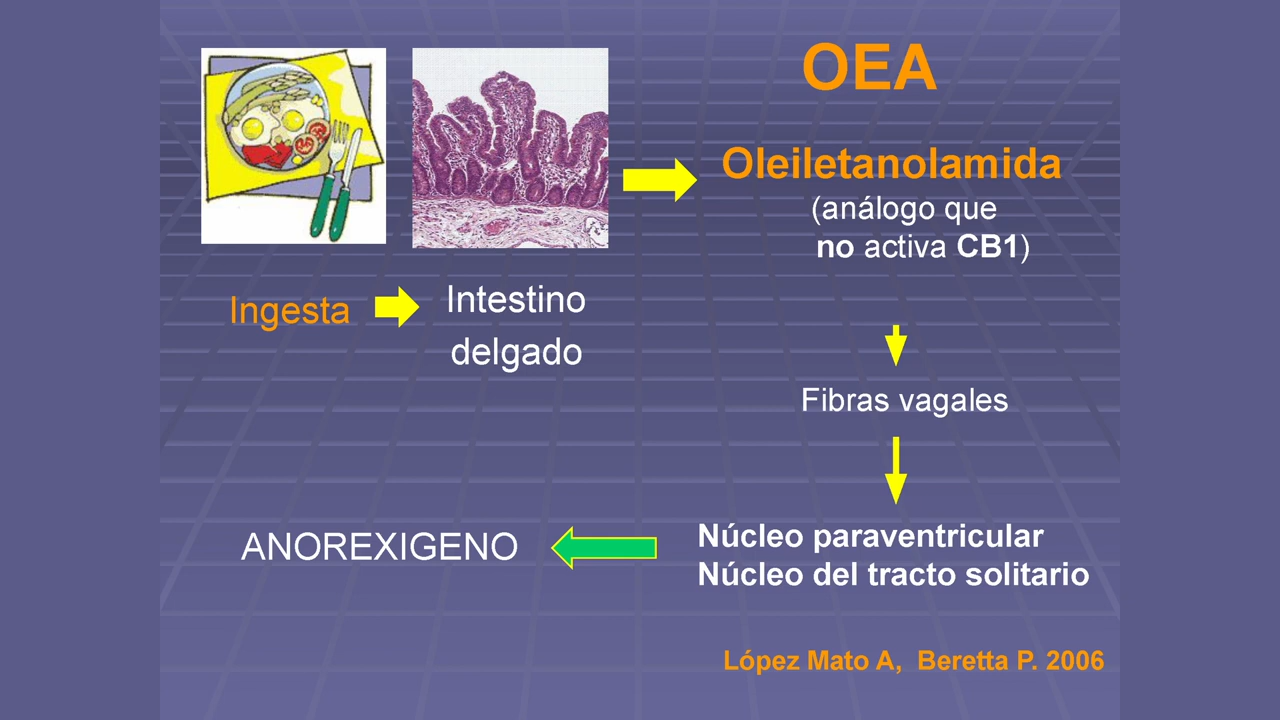 OEA
Oleiletanolamida
(análogo que
no activa CB1)
Ingesta
Intestino
delgado
Fibras vagales
Núcleo paraventricular
Núcleo del tracto solitario
ANOREXIGENO
López Mato A, Beretta P. 2006